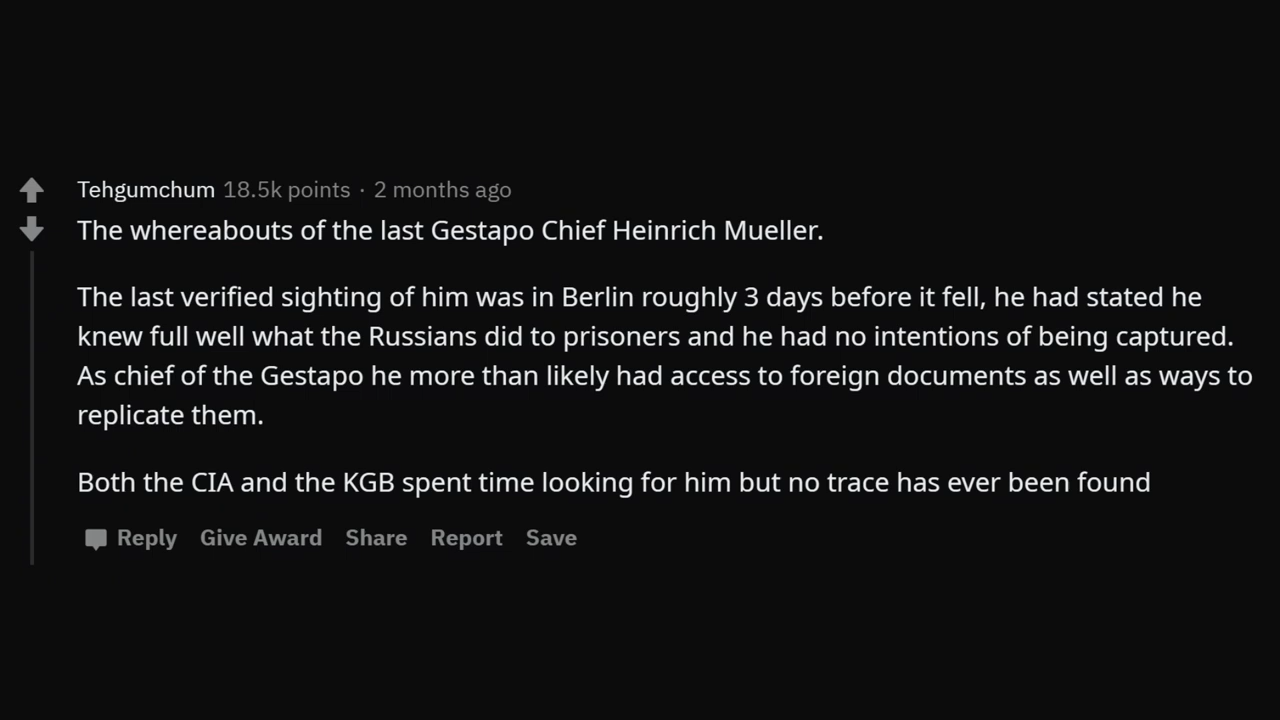 Tehgumchum 18.5k points · 2 months ago
The whereabouts of the last Gestapo Chief Heinrich Mueller.
The last verified sighting of him was in Berlin roughly 3 days before it fell, he had stated he
knew full well what the Russians did to prisoners and he had no intentions of being captured.
As chief of the Gestapo he more than likely had access to foreign documents as well as ways to
replicate them.
Both the CIA and the KGB spent time looking for him but no trace has ever been found
Reply Give Award Share Report Save